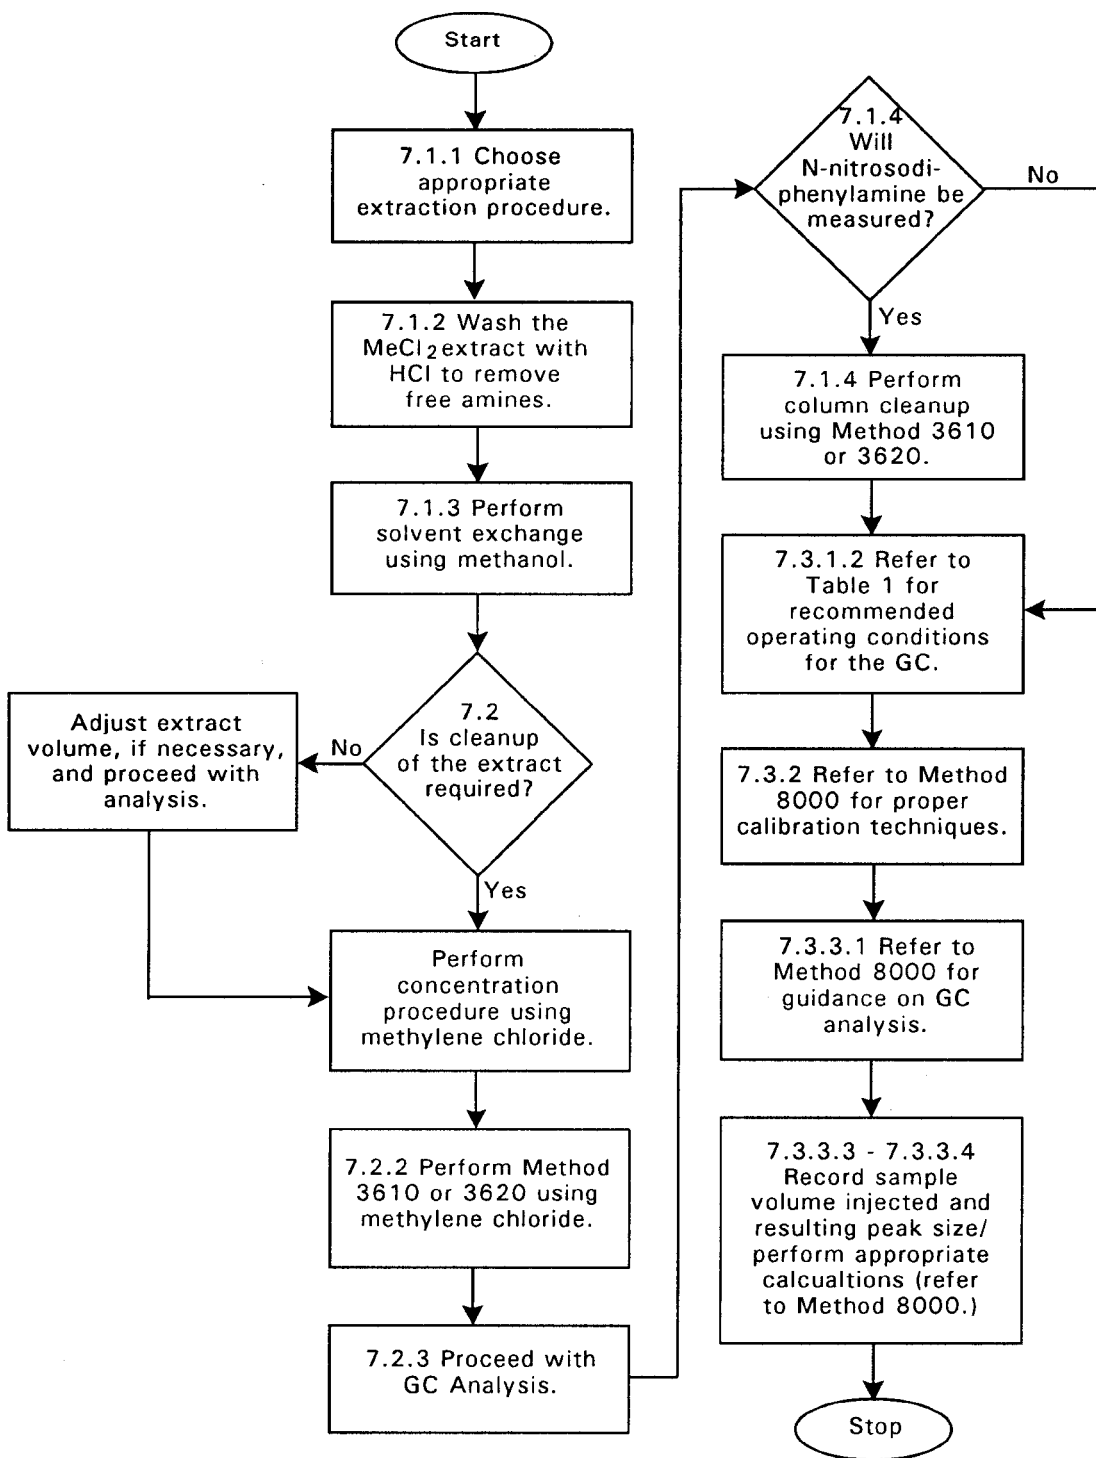 Start
7.1.1 Choose
appropriate
extraction procedure.
7.1.2 Wash the
MeCl2 extract with
HCl to remove
free amines.
7.1.3 Perform
solvent exchange
using methanol.
7.2
Is cleanup
of the extract
required?
No
Adjust extract
volume, if necessary,
and proceed with
analysis.
Yes
Perform
concentration
procedure using
methylene chloride.
7.2.2 Perform Method
3610 or 3620 using
methylene chloride.
7.2.3 Proceed with
GC Analysis.
7.1.4
Will
N-nitrosodi-
phenylamine be
measured?
No
Yes
7.1.4 Perform
column cleanup
using Method 3610
or 3620.
7.3.1.2 Refer to
Table 1 for
recommended
operating conditions
for the GC.
7.3.2 Refer to Method
8000 for proper
calibration techniques.
7.3.3.1 Refer to
Method 8000 for
guidance on GC
analysis.
7.3.3.3 - 7.3.3.4
Record sample
volume injected and
resulting peak size/
perform appropriate
calcualtions (refer
to Method 8000.)
Stop